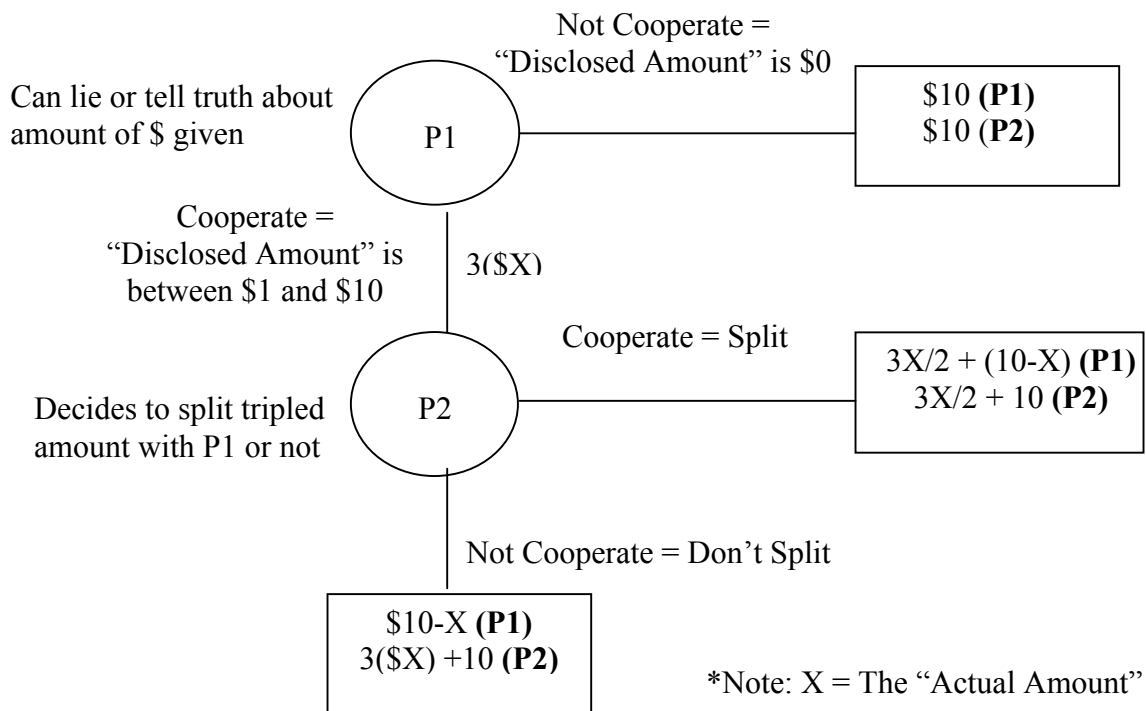 Not Cooperate =
“Disclosed Amount” is $0
Can lie or tell truth about
amount of $ given
P1
$10 (P1)
$10 (P2)
Cooperate =
“Disclosed Amount” is
between $1 and $10
3($X)
Cooperate = Split
3X/2 + (10-X) (P1)
3X/2 + 10 (P2)
P2
Decides to split tripled
amount with P1 or not
Not Cooperate = Don’t Split
$10-X (P1)
3($X) +10 (P2)
*Note: X = The “Actual Amount”